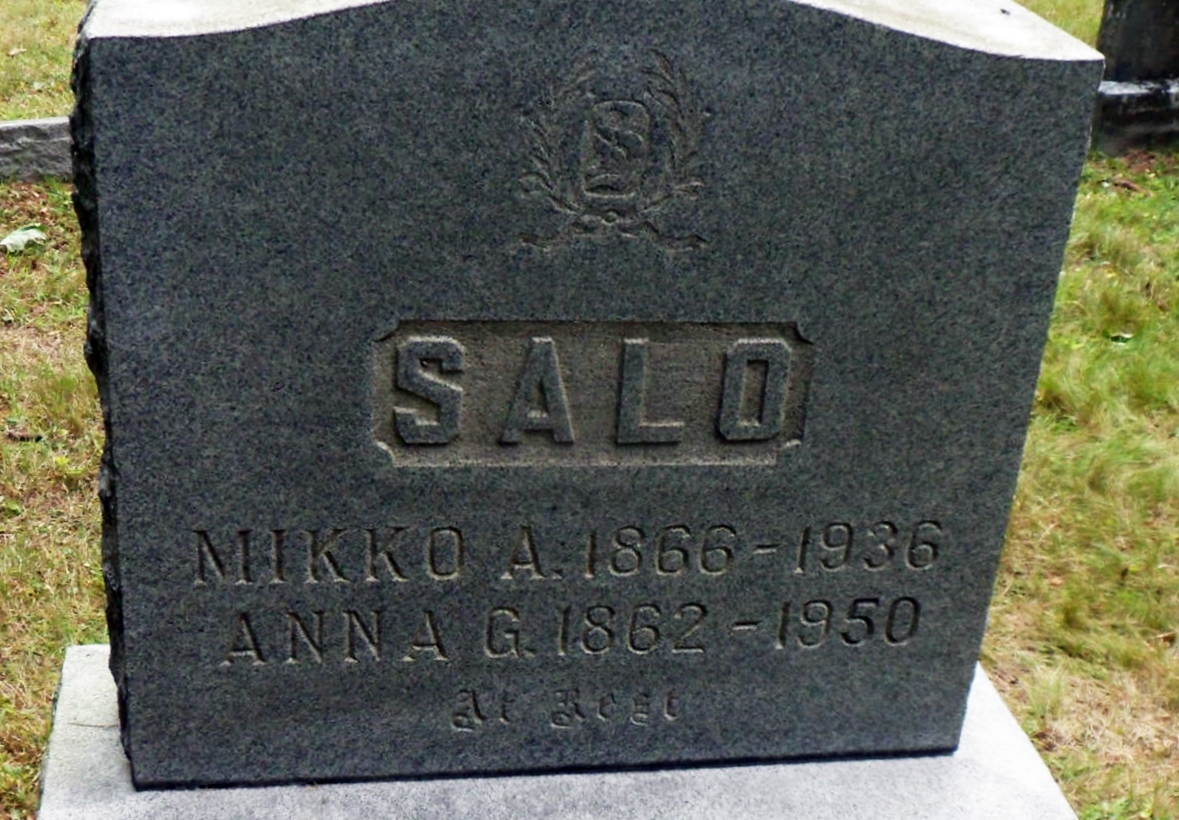 S
SALO
MIKKO A. 1866-1936
ANNA G. 1862-1950
At Rest